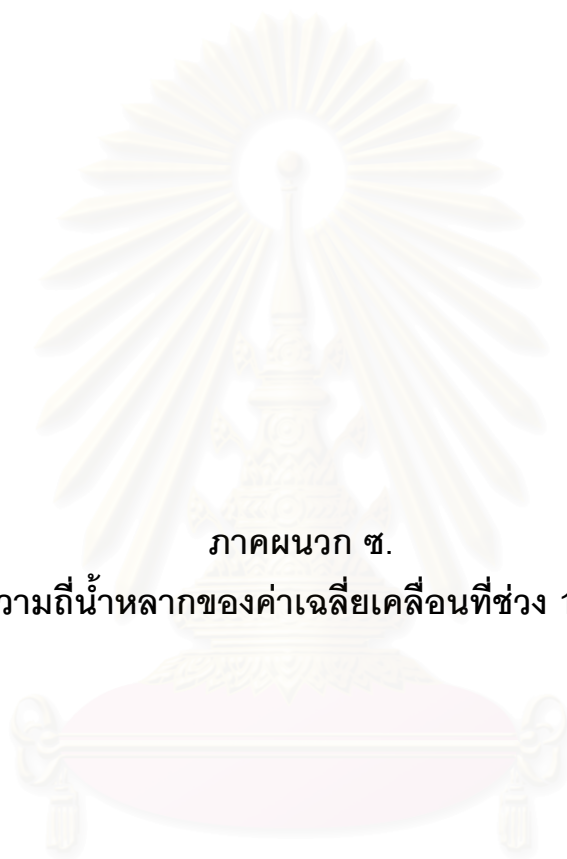 ภาคผนวก ซ.
วามถี่น้ำหลากของค่าเฉลี่ยเคลื่อนที่ช่วง